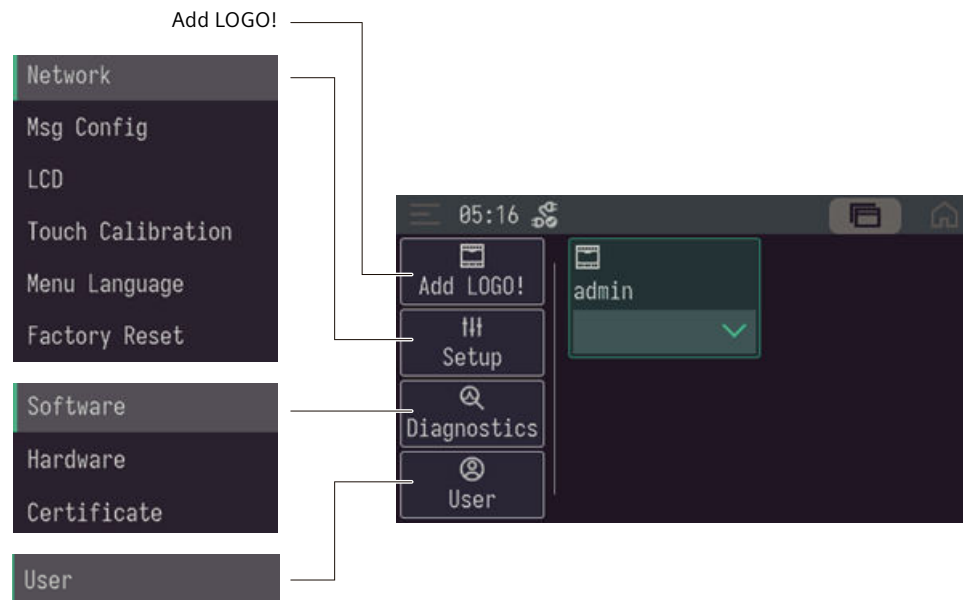 Add LOGO!
Network
Msg Config
LCD
Touch Calibration
Menu Language
Factory Reset
Software
Hardware
Certificate
User
05:16
Add LOGO!
Setup
Diagnostics
User
admin